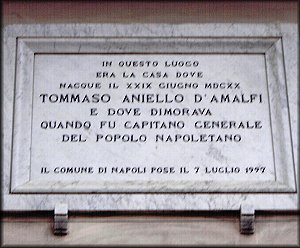 IN QUESTO LUOGO
ERA LA CASA DOVE
NACQUE IL XXIX GIUGNO MDCXX
TOMMASO ANIELLO D'AMALFI
E DOVE DIMORAVA
QUANDO FU CAPITANO GENERALE
DEL POPOLO NAPOLETANO
IL COMUNE DI NAPOLI POSE IL 7 LUGLIO 1997